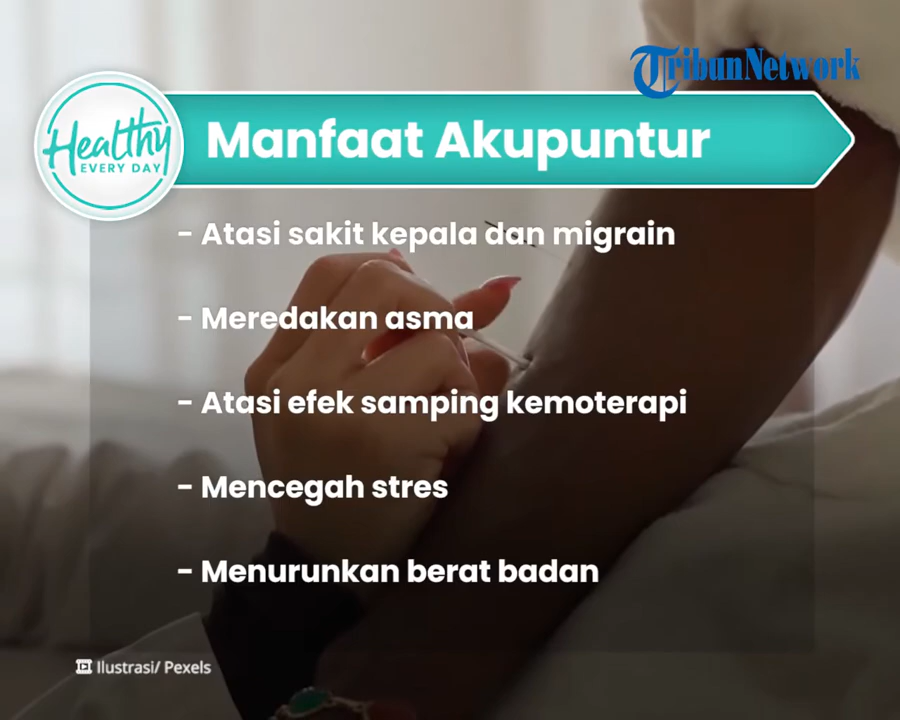 TribunNetwork
Healthy
EVERY DAY
Manfaat Akupuntur
- Atasi sakit kepala dan migrain
- Meredakan asma
- Atasi efek samping kemoterapi
- Mencegah stres
- Menurunkan berat badan
Ilustrasi/ Pexels